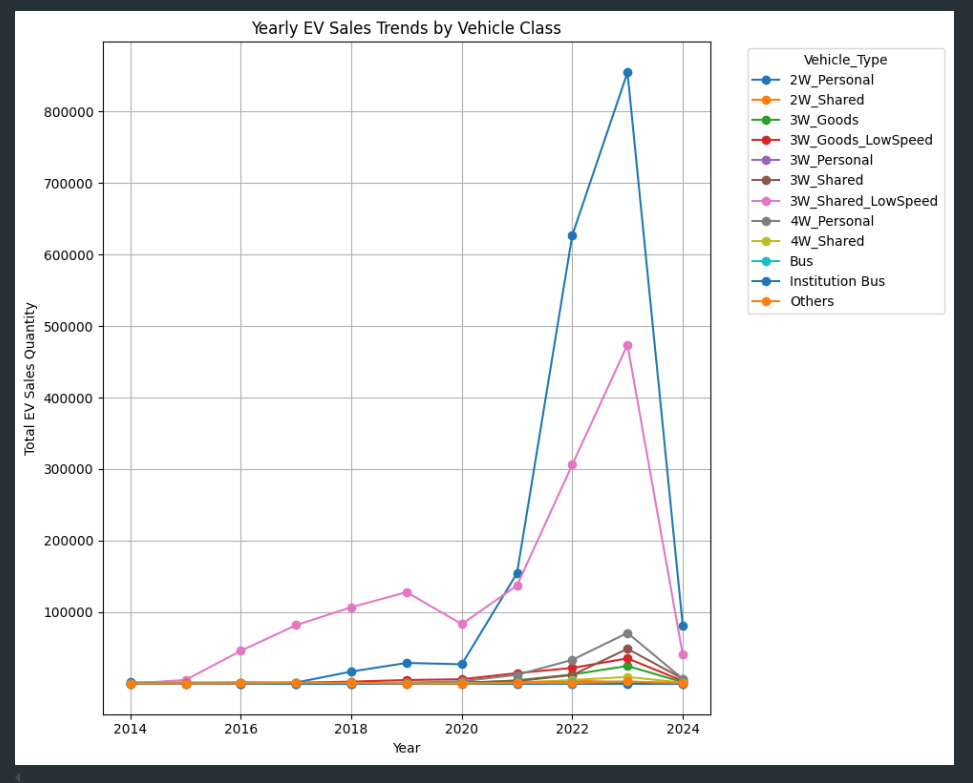 Yearly EV Sales Trends by Vehicle Class
Total EV Sales Quantity
800000
700000
600000
500000
400000
300000
200000
100000
0
2014
2016
2018
2020
2022
2024
Year
Vehicle_Type
2W_Personal
2W_Shared
3W_Goods
3W_Goods_LowSpeed
3W_Personal
3W_Shared
3W_Shared_LowSpeed
4W_Personal
4W_Shared
Bus
Institution Bus
Others